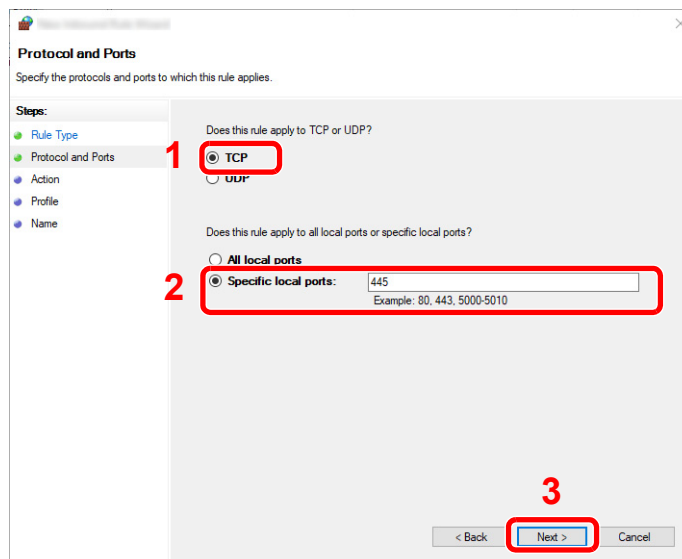 Protocol and Ports
Specify the protocols and ports to which this rule applies.
Steps:
Rule Type
Protocol and Ports
Action
Profile
Name
Does this rule apply to TCP or UDP?
1
TCP
UDP
Does this rule apply to all local ports or specific local ports?
All local ports
2
Specific local ports: 445
Example: 80, 443, 5000-5010
3
< Back Next > Cancel